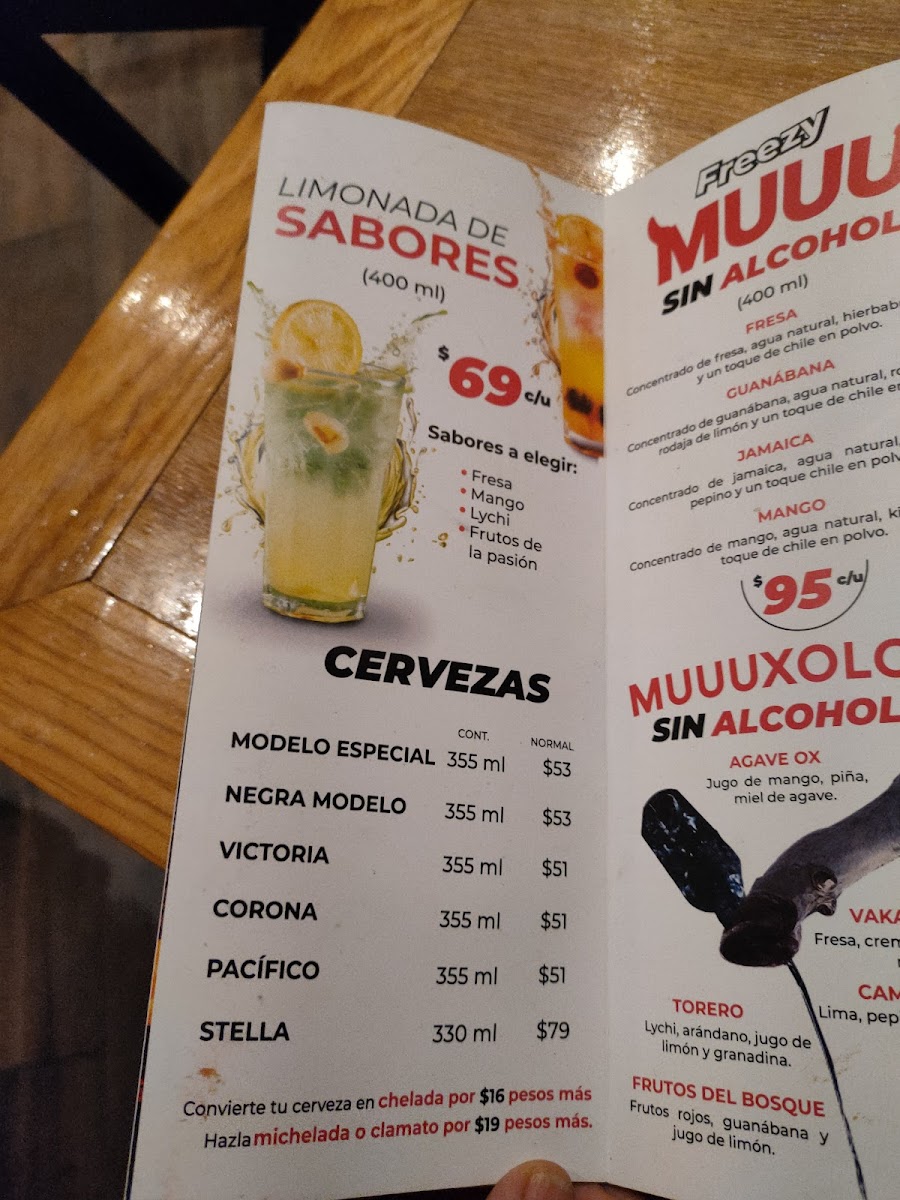 LIMONADA DE
SABORES
(400 ml)
$69 c/u
Sabores a elegir:
• Fresa
• Mango
• Lychi
• Frutos de
la pasión
CERVEZAS
CONT. NORMAL
MODELO ESPECIAL 355 ml $53
NEGRA MODELO 355 ml $53
VICTORIA 355 ml $51
CORONA 355 ml $51
PACÍFICO 355 ml $51
STELLA 330 ml $79
Convierte tu cerveza en chelada por $16 pesos más
Hazla michelada o clamato por $19 pesos más.
Freezy
MUUU
SIN ALCOHOL
(400 ml)
FRESA
Concentrado de fresa, agua natural,
y un toque de chile en polvo.
GUANÁBANA
Concentrado de guanábana, agua natural,
rodaja de limón y un toque de chile
JAMAICA
Concentrado de jamaica, agua natural,
pepino y un toque chile en
MANGO
Concentrado de mango, agua natural,
toque de chile en polvo.
$95 c/u
MUUUXOLO
SIN ALCOHOL
AGAVE OX
Jugo de mango, piña,
miel de agave.
Fresa,
Lima,
TORERO
Lychi, arándano, jugo de
limón y granadina.
FRUTOS DEL BOSQUE
Frutos rojos, guanábana y
jugo de limón.